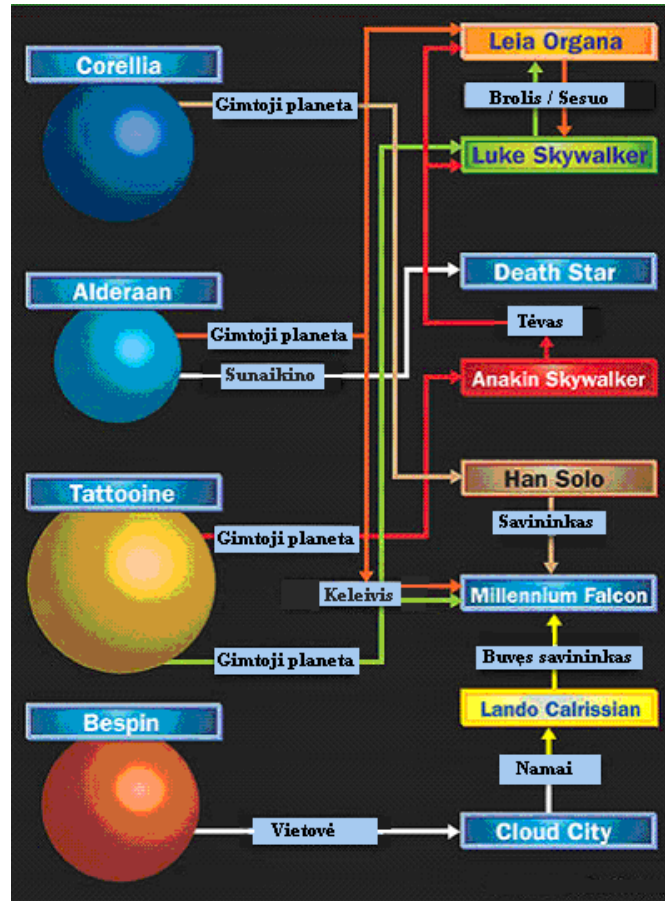 Leia Organa
Corellia
Gimtoji planeta
Brolis / Sesuo
Luke Skywalker
Alderaan
Death Star
Gimtoji planeta
Tėvas
Sunaikino
Anakin Skywalker
Han Solo
Tattooine
Savininkas
Gimtoji planeta
Keleivis
Millennium Falcon
Gimtoji planeta
Buvęs savininkas
Bespin
Lando Calrissian
Namai
Vietovė
Cloud City